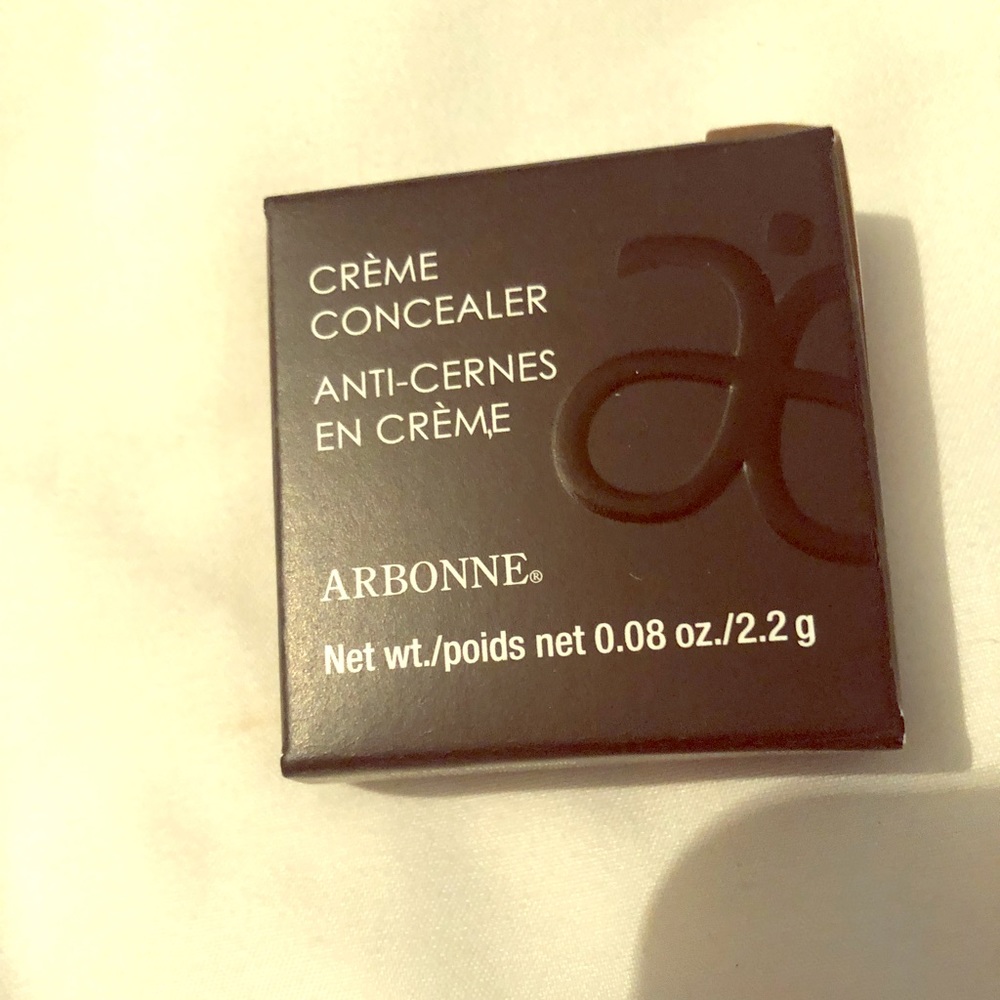 CRÈME
CONCEALER
ANTI-CERNES
EN CRÈME
ARBONNE®
Net wt./poids net 0.08 oz./2.2 g